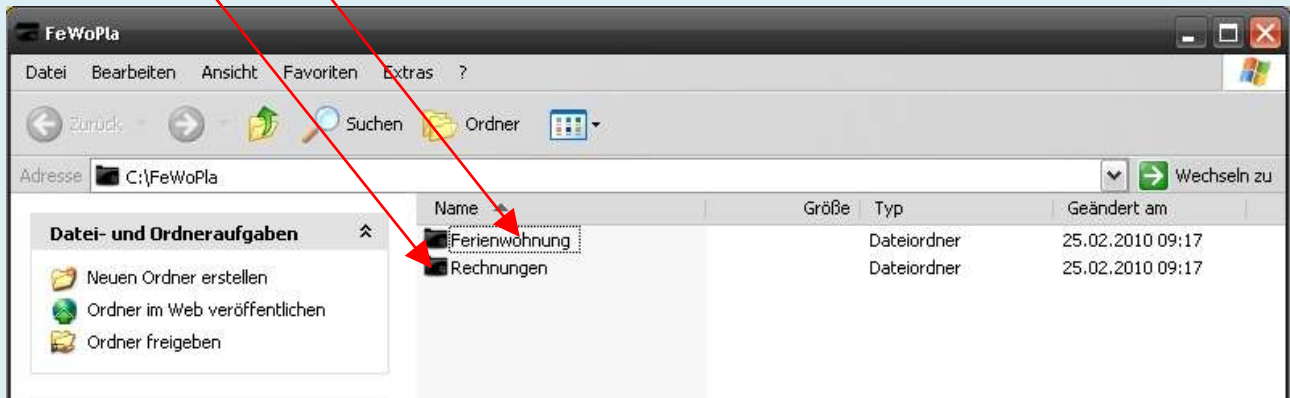 FeWoPla
Datei Bearbeiten Ansicht Favoriten Extras ?
Zurück Suchen Ordner
Adresse C:\FeWoPla Wechseln zu
Name Größe Typ Geändert am
Datei- und Ordneraufgaben
Ferienwohnung Dateiordner 25.02.2010 09:17
Rechnungen Dateiordner 25.02.2010 09:17
Neuen Ordner erstellen
Ordner im Web veröffentlichen
Ordner freigeben